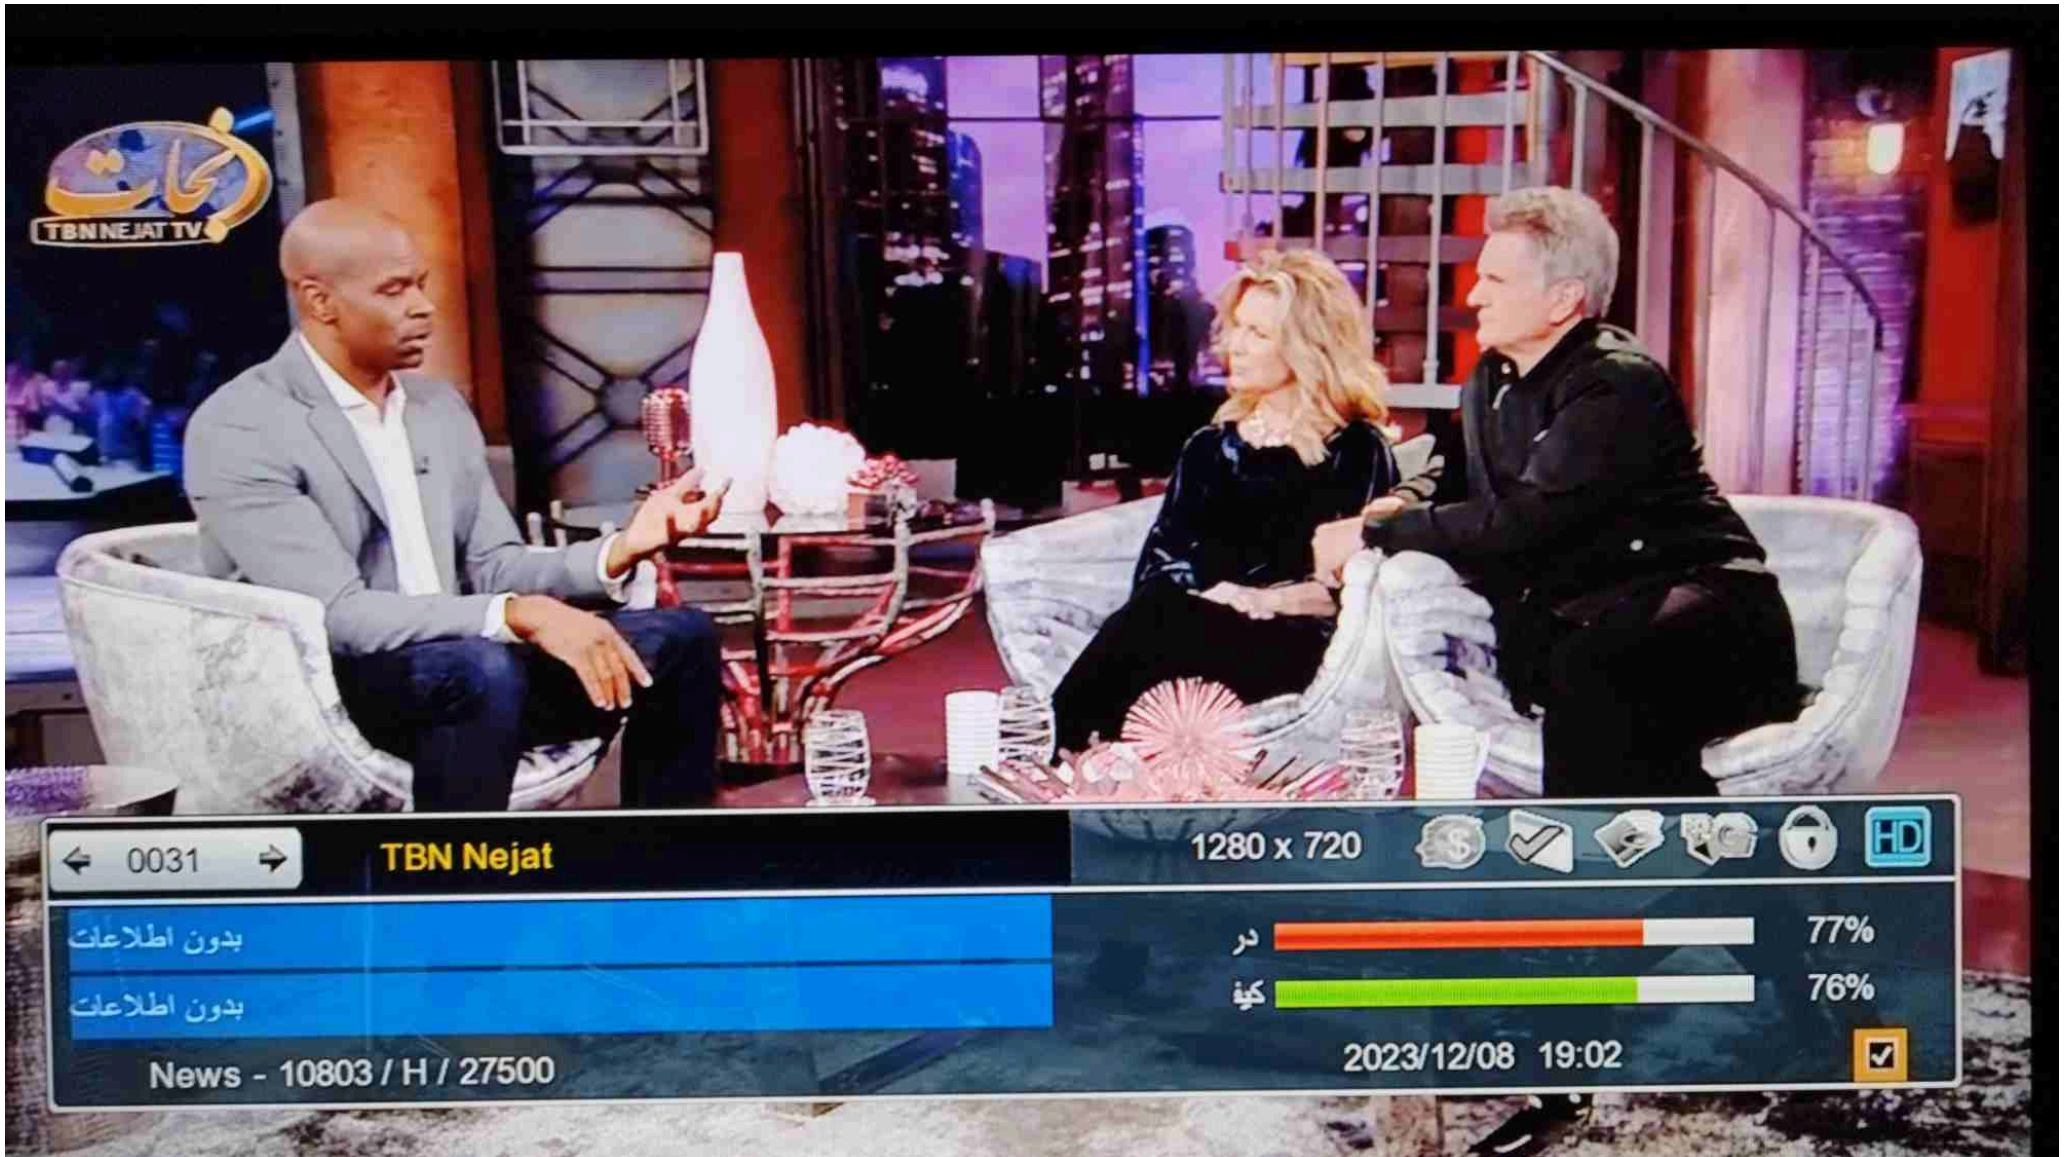 نجات
TBN NEJAT TV
0031
TBN Nejat
1280 x 720
$
HD
بدون اطلاعات
در
77%
بدون اطلاعات
کیف
76%
News - 10803 / H / 27500
2023/12/08 19:02